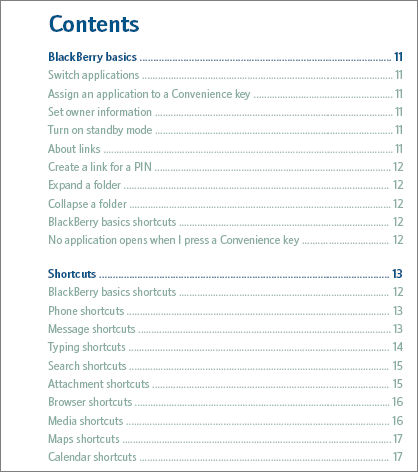 Contents
BlackBerry basics ........ 11
Switch applications ........ 11
Assign an application to a Convenience key ........ 11
Set owner information ........ 11
Turn on standby mode ........ 11
About links ........ 11
Create a link for a PIN ........ 12
Expand a folder ........ 12
Collapse a folder ........ 12
BlackBerry basics shortcuts ........ 12
No application opens when I press a Convenience key ........ 12
Shortcuts ........ 13
BlackBerry basics shortcuts ........ 12
Phone shortcuts ........ 13
Message shortcuts ........ 13
Typing shortcuts ........ 14
Search shortcuts ........ 15
Attachment shortcuts ........ 15
Browser shortcuts ........ 16
Media shortcuts ........ 16
Maps shortcuts ........ 17
Calendar shortcuts ........ 17